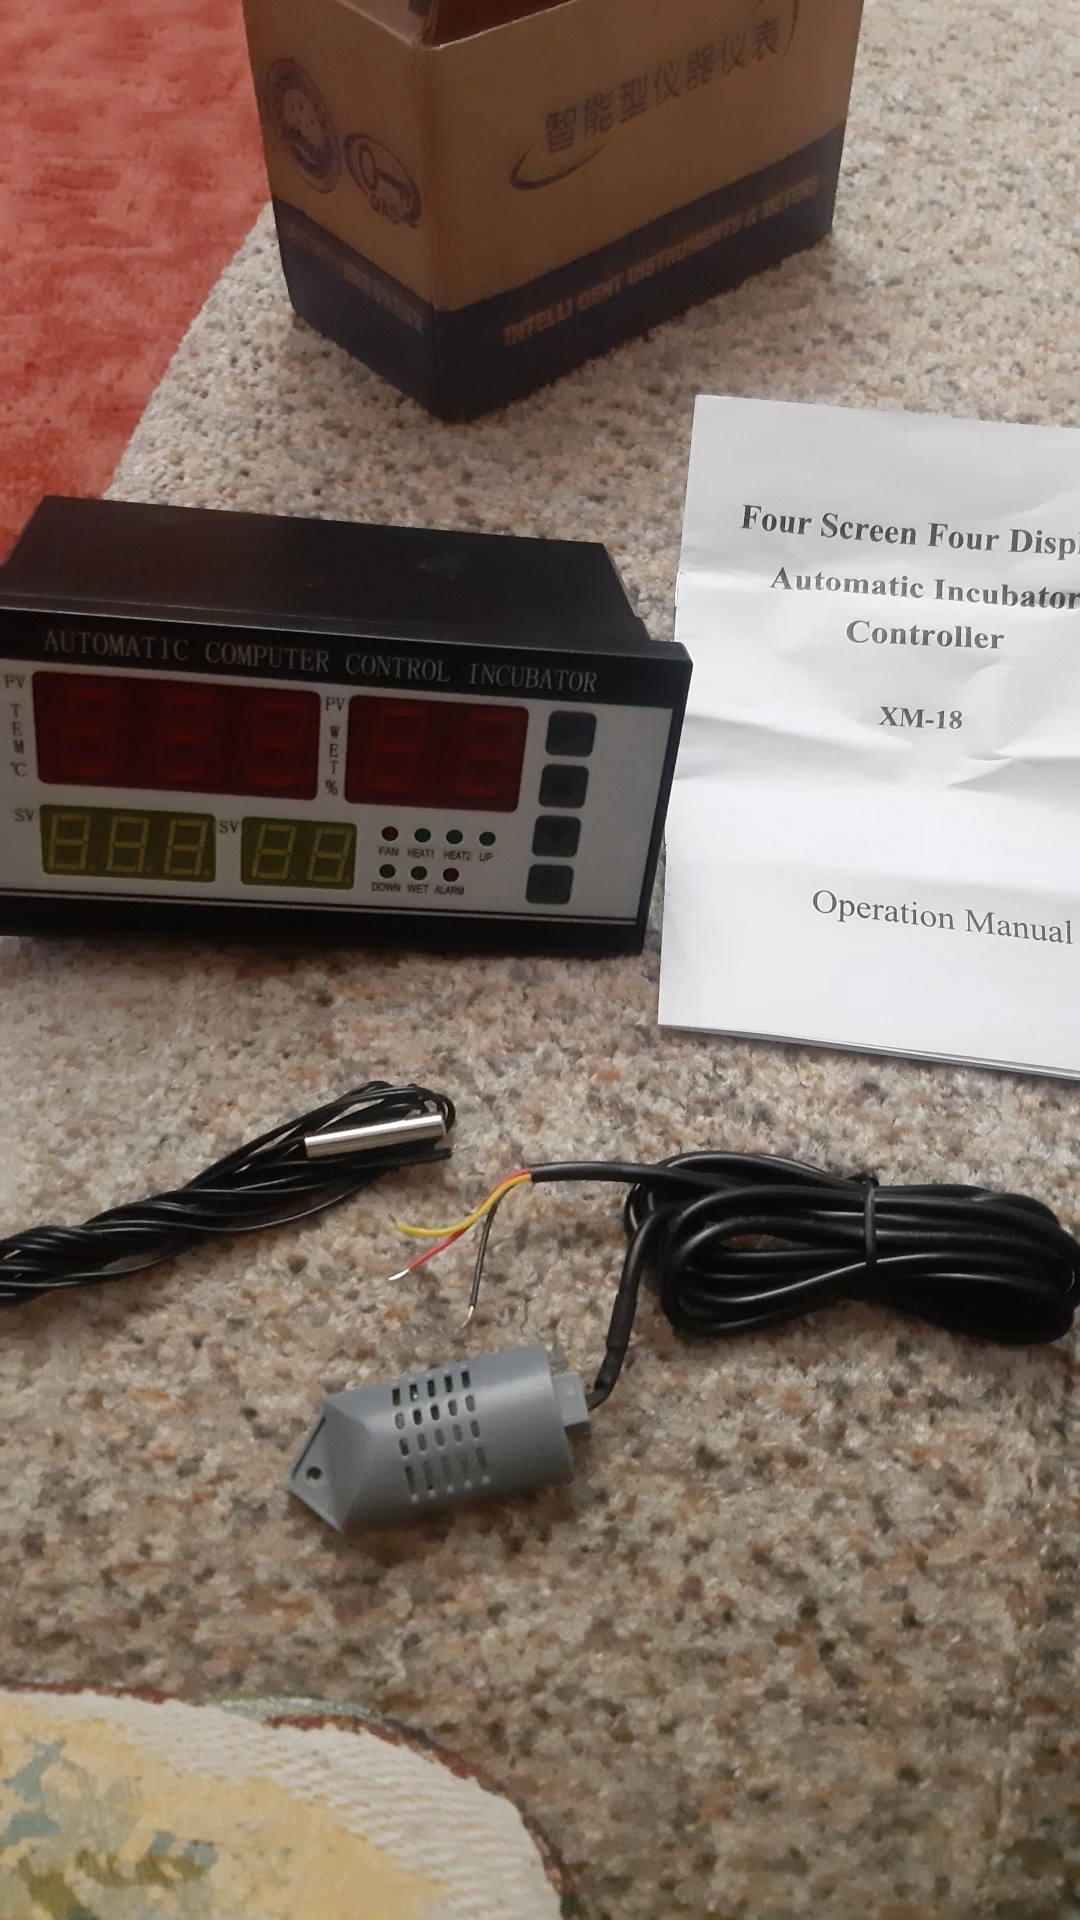 智能型仪器仪表
INTELLIGENT INSTRUMENTS & METERS
AUTOMATIC COMPUTER CONTROL INCUBATOR
PV
TEM
℃
PV
WET
%
SV
SV
FAN HEAT1 HEAT2 UP
DOWN WET ALARM
Four Screen Four Displ
Automatic Incubator
Controller
XM-18
Operation Manual